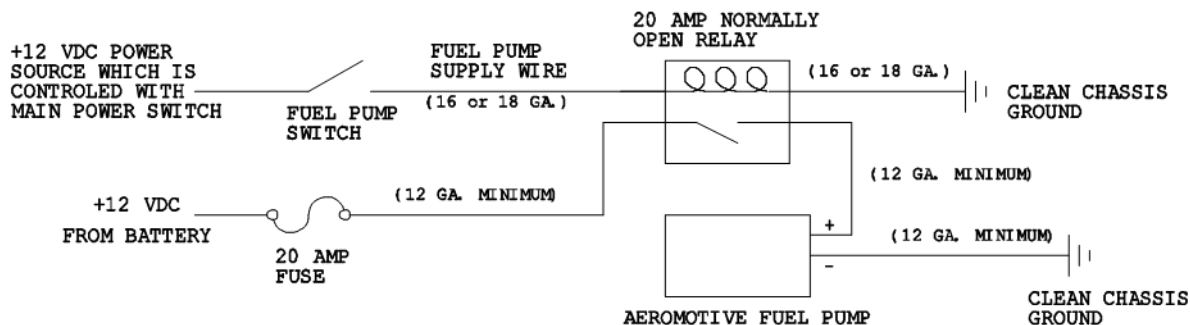 20 AMP NORMALLY
OPEN RELAY
+12 VDC POWER
SOURCE WHICH IS
CONTROLED WITH
MAIN POWER SWITCH
FUEL PUMP
SUPPLY WIRE
(16 or 18 GA.)
FUEL PUMP
SWITCH
(16 or 18 GA.)
CLEAN CHASSIS
GROUND
+12 VDC
FROM BATTERY
20 AMP
FUSE
(12 GA. MINIMUM)
(12 GA. MINIMUM)
+
-
(12 GA. MINIMUM)
CLEAN CHASSIS
GROUND
AEROMOTIVE FUEL PUMP